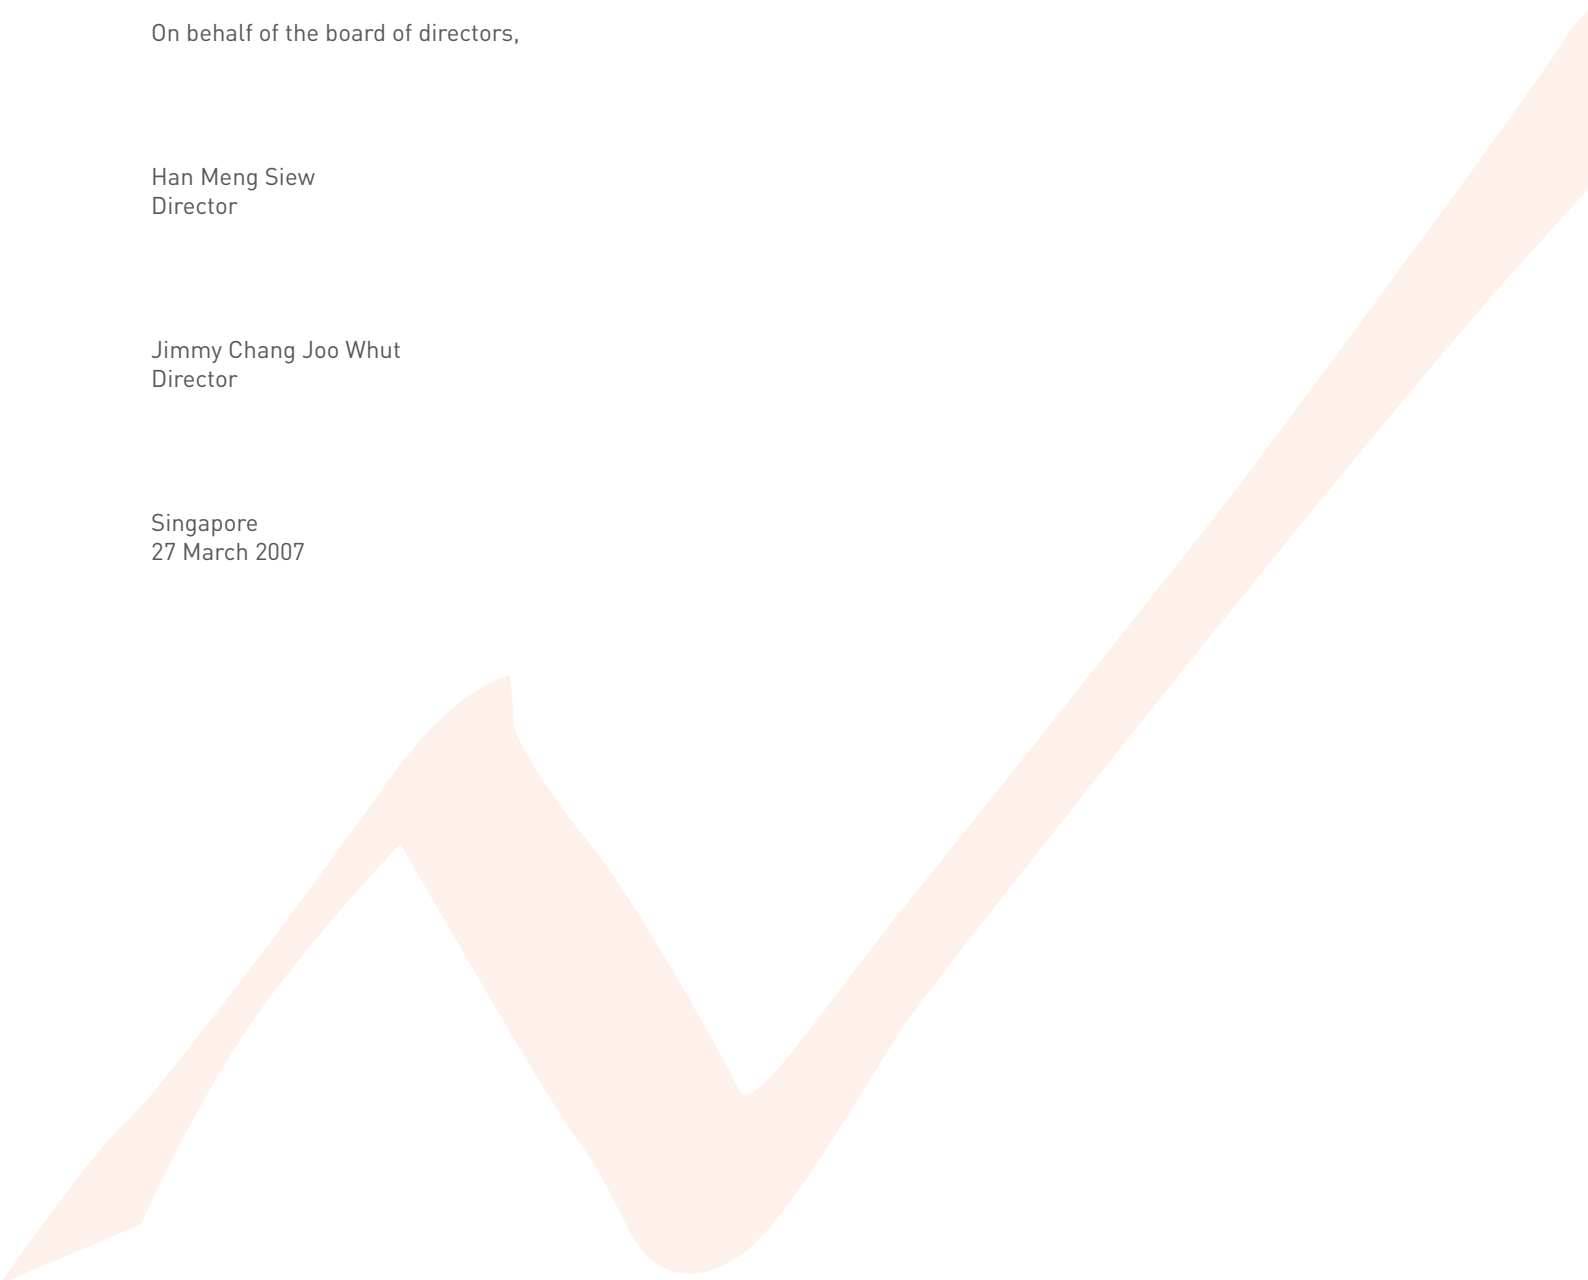 On behalf of the board of directors,
Han Meng Siew
Director
Jimmy Chang Joo Whut
Director
Singapore
27 March 2007